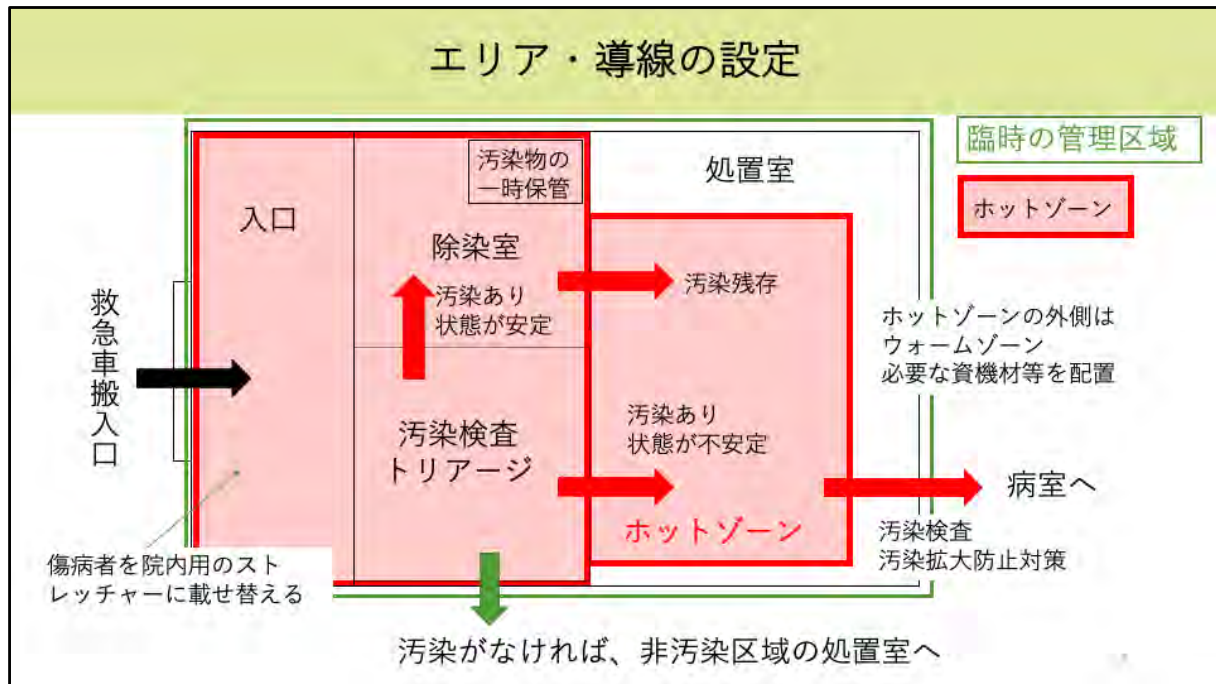 エリア・導線の設定
臨時の管理区域
ホットゾーン
汚染物の
一時保管
処置室
入口
除染室
汚染あり
状態が安定
汚染残存
救急車搬入口
ホットゾーンの外側は
ウォームゾーン
必要な資機材等を配置
汚染検査
トリアージ
汚染あり
状態が不安定
ホットゾーン
病室へ
汚染検査
汚染拡大防止対策
傷病者を院内用のスト
レッチャーに載せ替える
汚染がなければ、非汚染区域の処置室へ